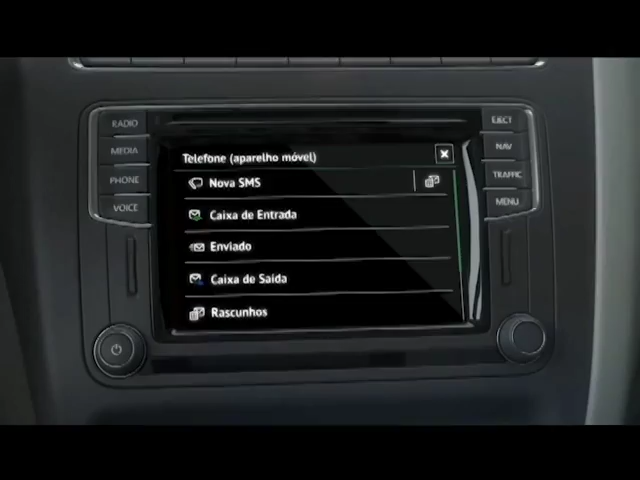 RADIO
MEDIA
PHONE
VOICE
Telefone (aparelho móvel)
Nova SMS
Caixa de Entrada
Enviado
Caixa de Saída
Rascunhos
EJECT
NAV
TRAFFIC
MENU